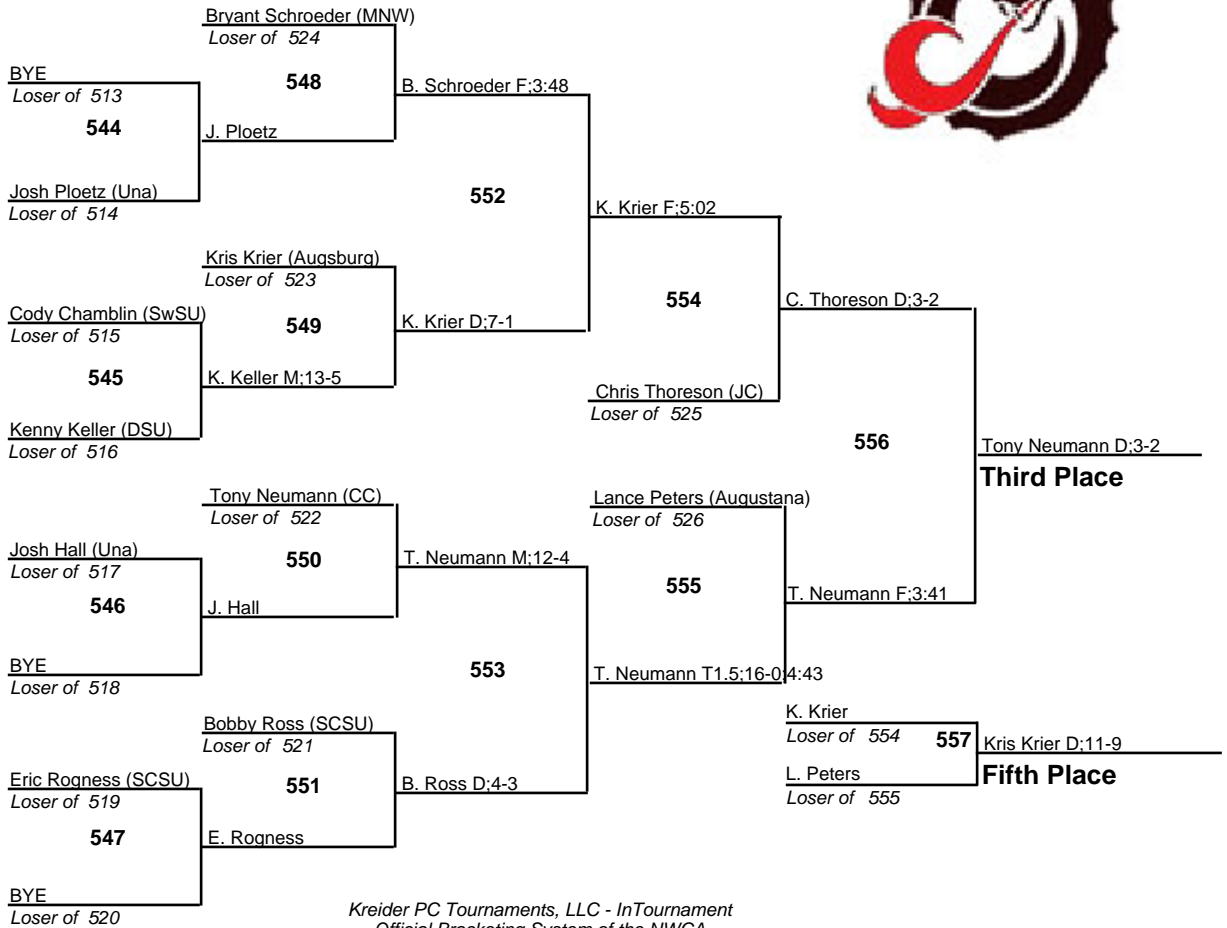 Bryant Schroeder (MNW)
Loser of 524
BYE
Loser of 513
548
B. Schroeder F;3:48
544
J. Ploetz
Josh Ploetz (Una)
Loser of 514
552
K. Krier F;5:02
Kris Krier (Augsburg)
Loser of 523
Cody Chamblin (SwSU)
Loser of 515
549
K. Krier D;7-1
554
C. Thoreson D;3-2
545
K. Keller M;13-5
Chris Thoreson (JC)
Loser of 525
Kenny Keller (DSU)
Loser of 516
556
Tony Neumann D;3-2
Third Place
Tony Neumann (CC)
Loser of 522
Lance Peters (Augustana)
Loser of 526
Josh Hall (Una)
Loser of 517
550
T. Neumann M;12-4
555
T. Neumann F;3:41
546
J. Hall
BYE
Loser of 518
553
T. Neumann T1.5;16-0;4:43
K. Krier
Loser of 554
557
Kris Krier D;11-9
Fifth Place
L. Peters
Loser of 555
Bobby Ross (SCSU)
Loser of 521
Eric Rogness (SCSU)
Loser of 519
551
B. Ross D;4-3
547
E. Rogness
BYE
Loser of 520
Kreider PC Tournaments, LLC - InTournament
Official Bracketing System of the NWCA